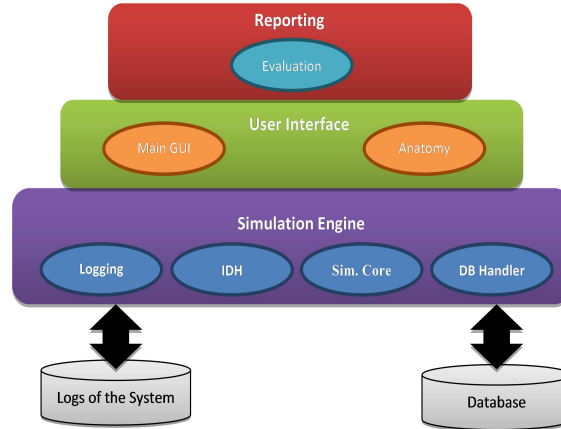 Reporting
Evaluation
User Interface
Main GUI
Anatomy
Simulation Engine
Logging
IDH
Sim. Core
DB Handler
Logs of the System
Database